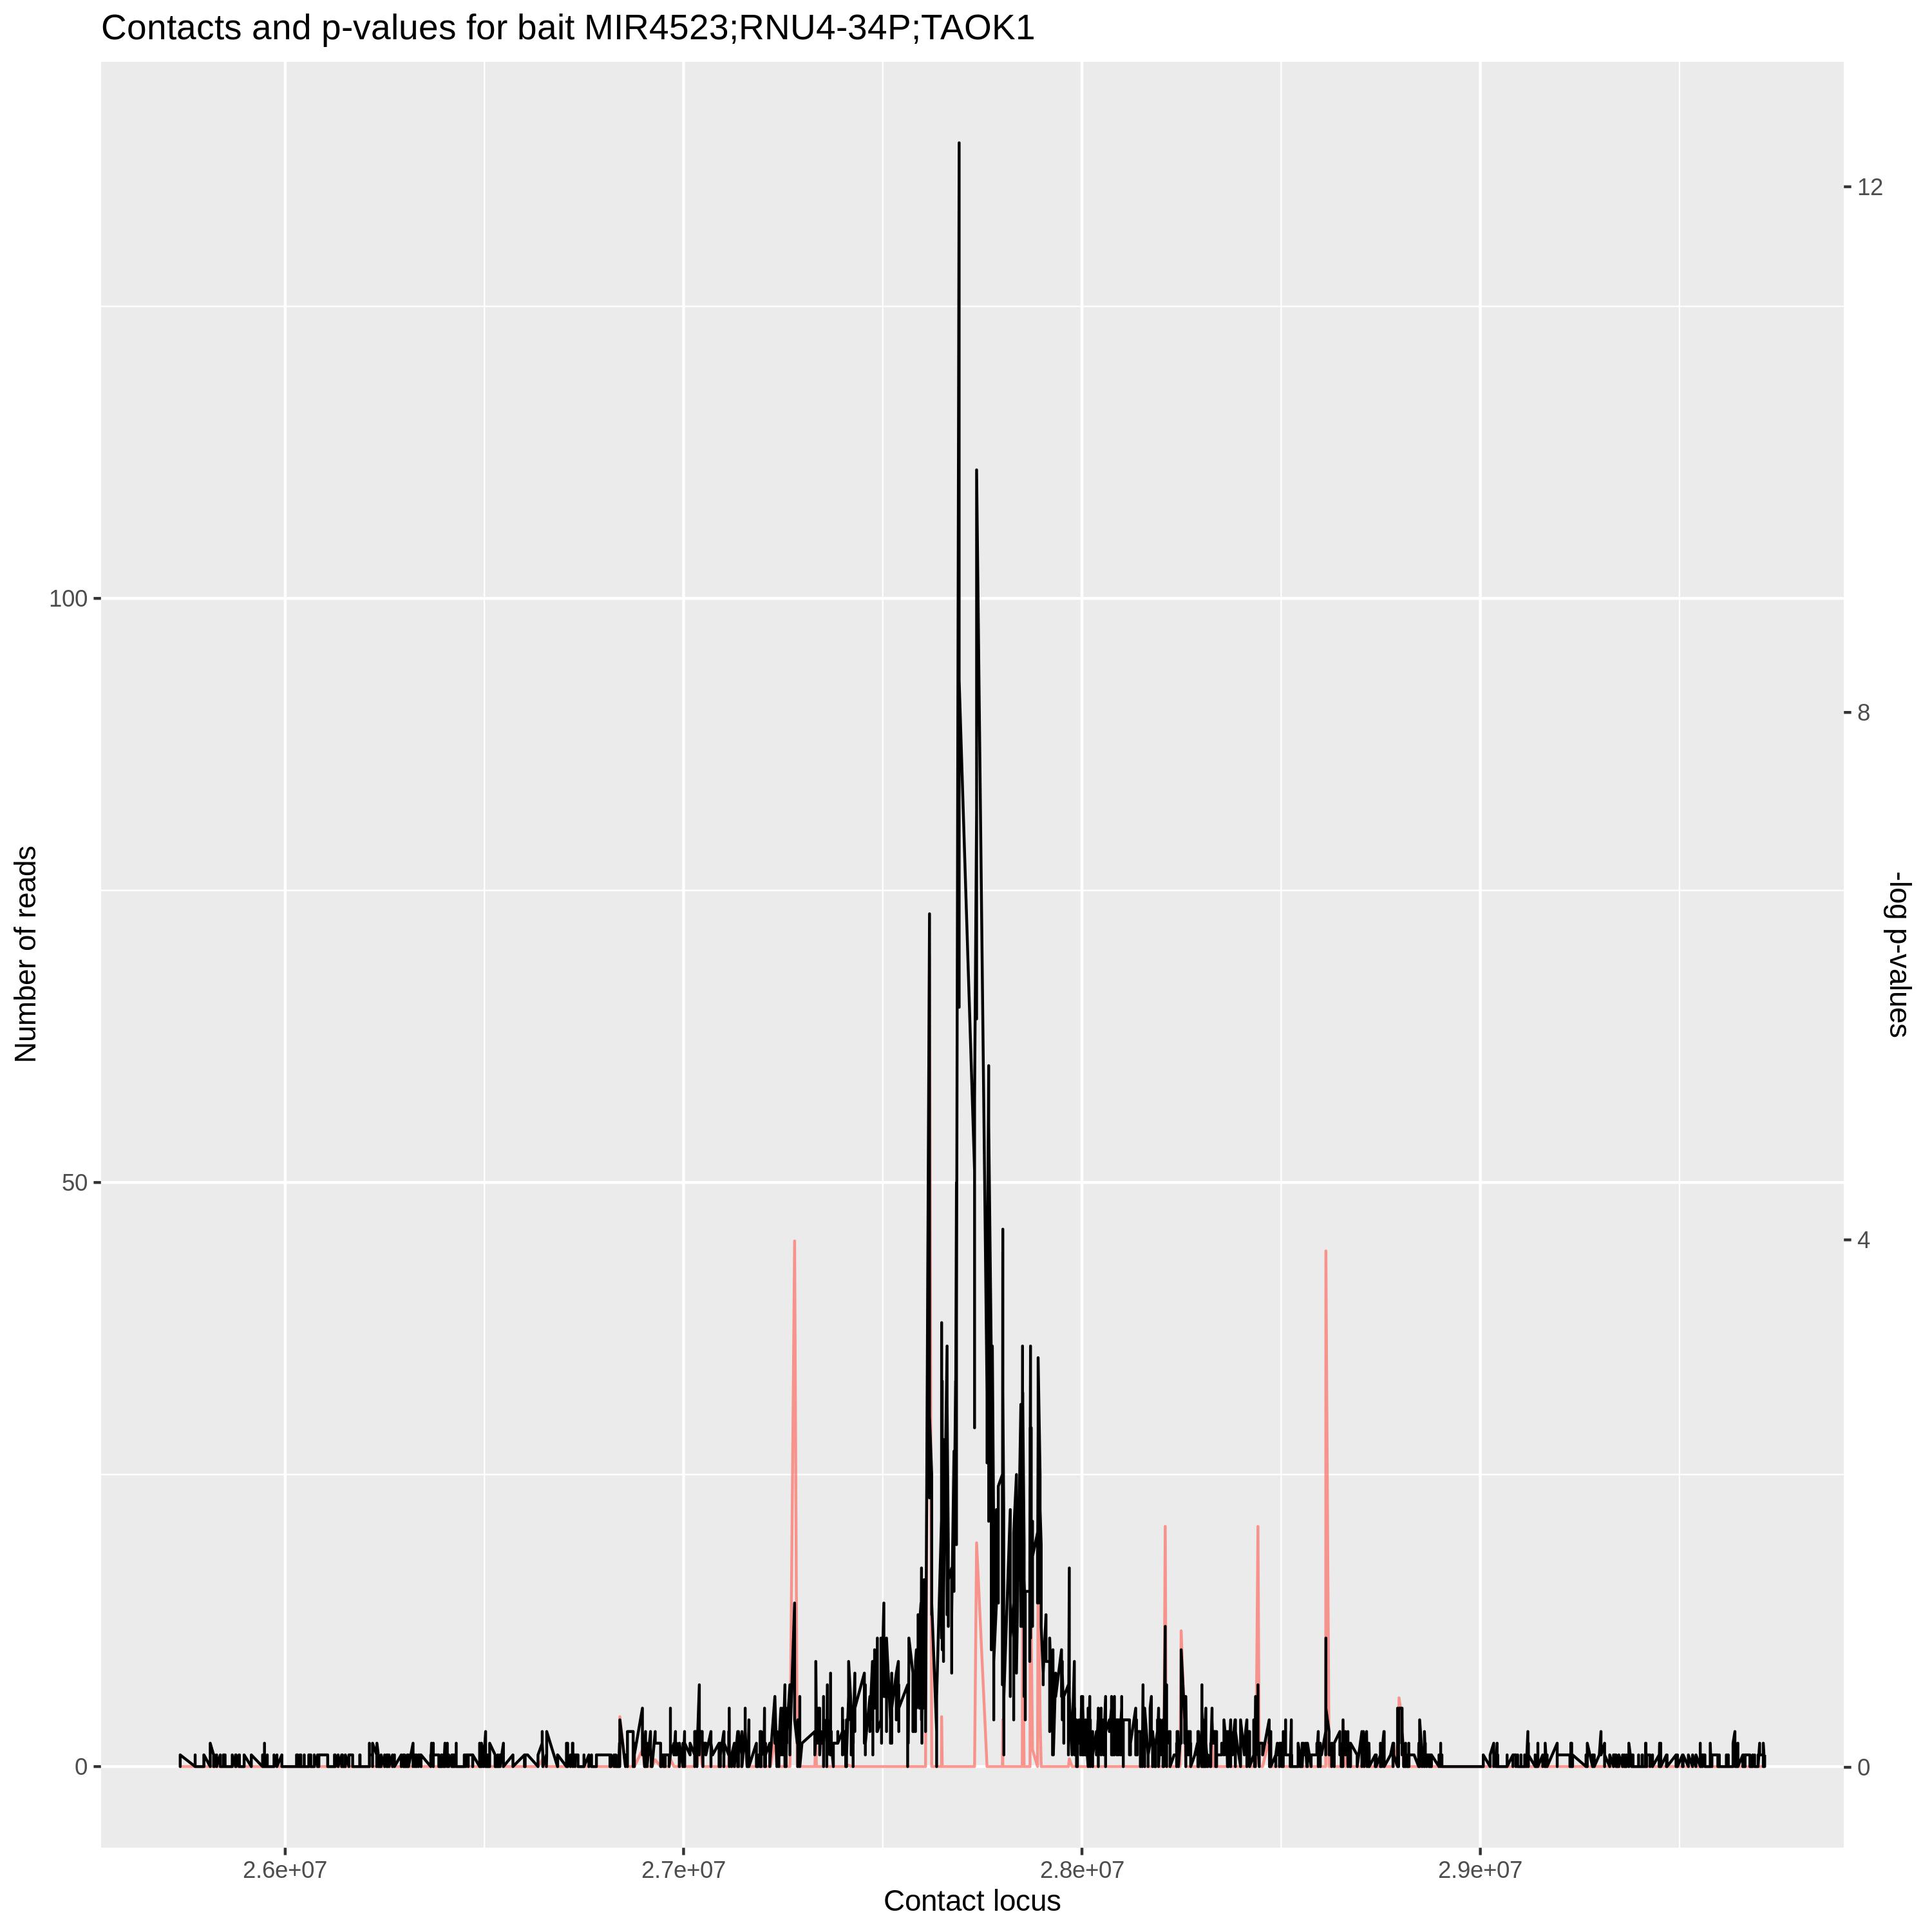 Contacts and p-values for bait MIR4523;RNU4-34P;TAOK1
Number of reads
100
50
0
12
8
4
0
-log p-values
2.6e+07
2.7e+07
2.8e+07
2.9e+07
Contact locus